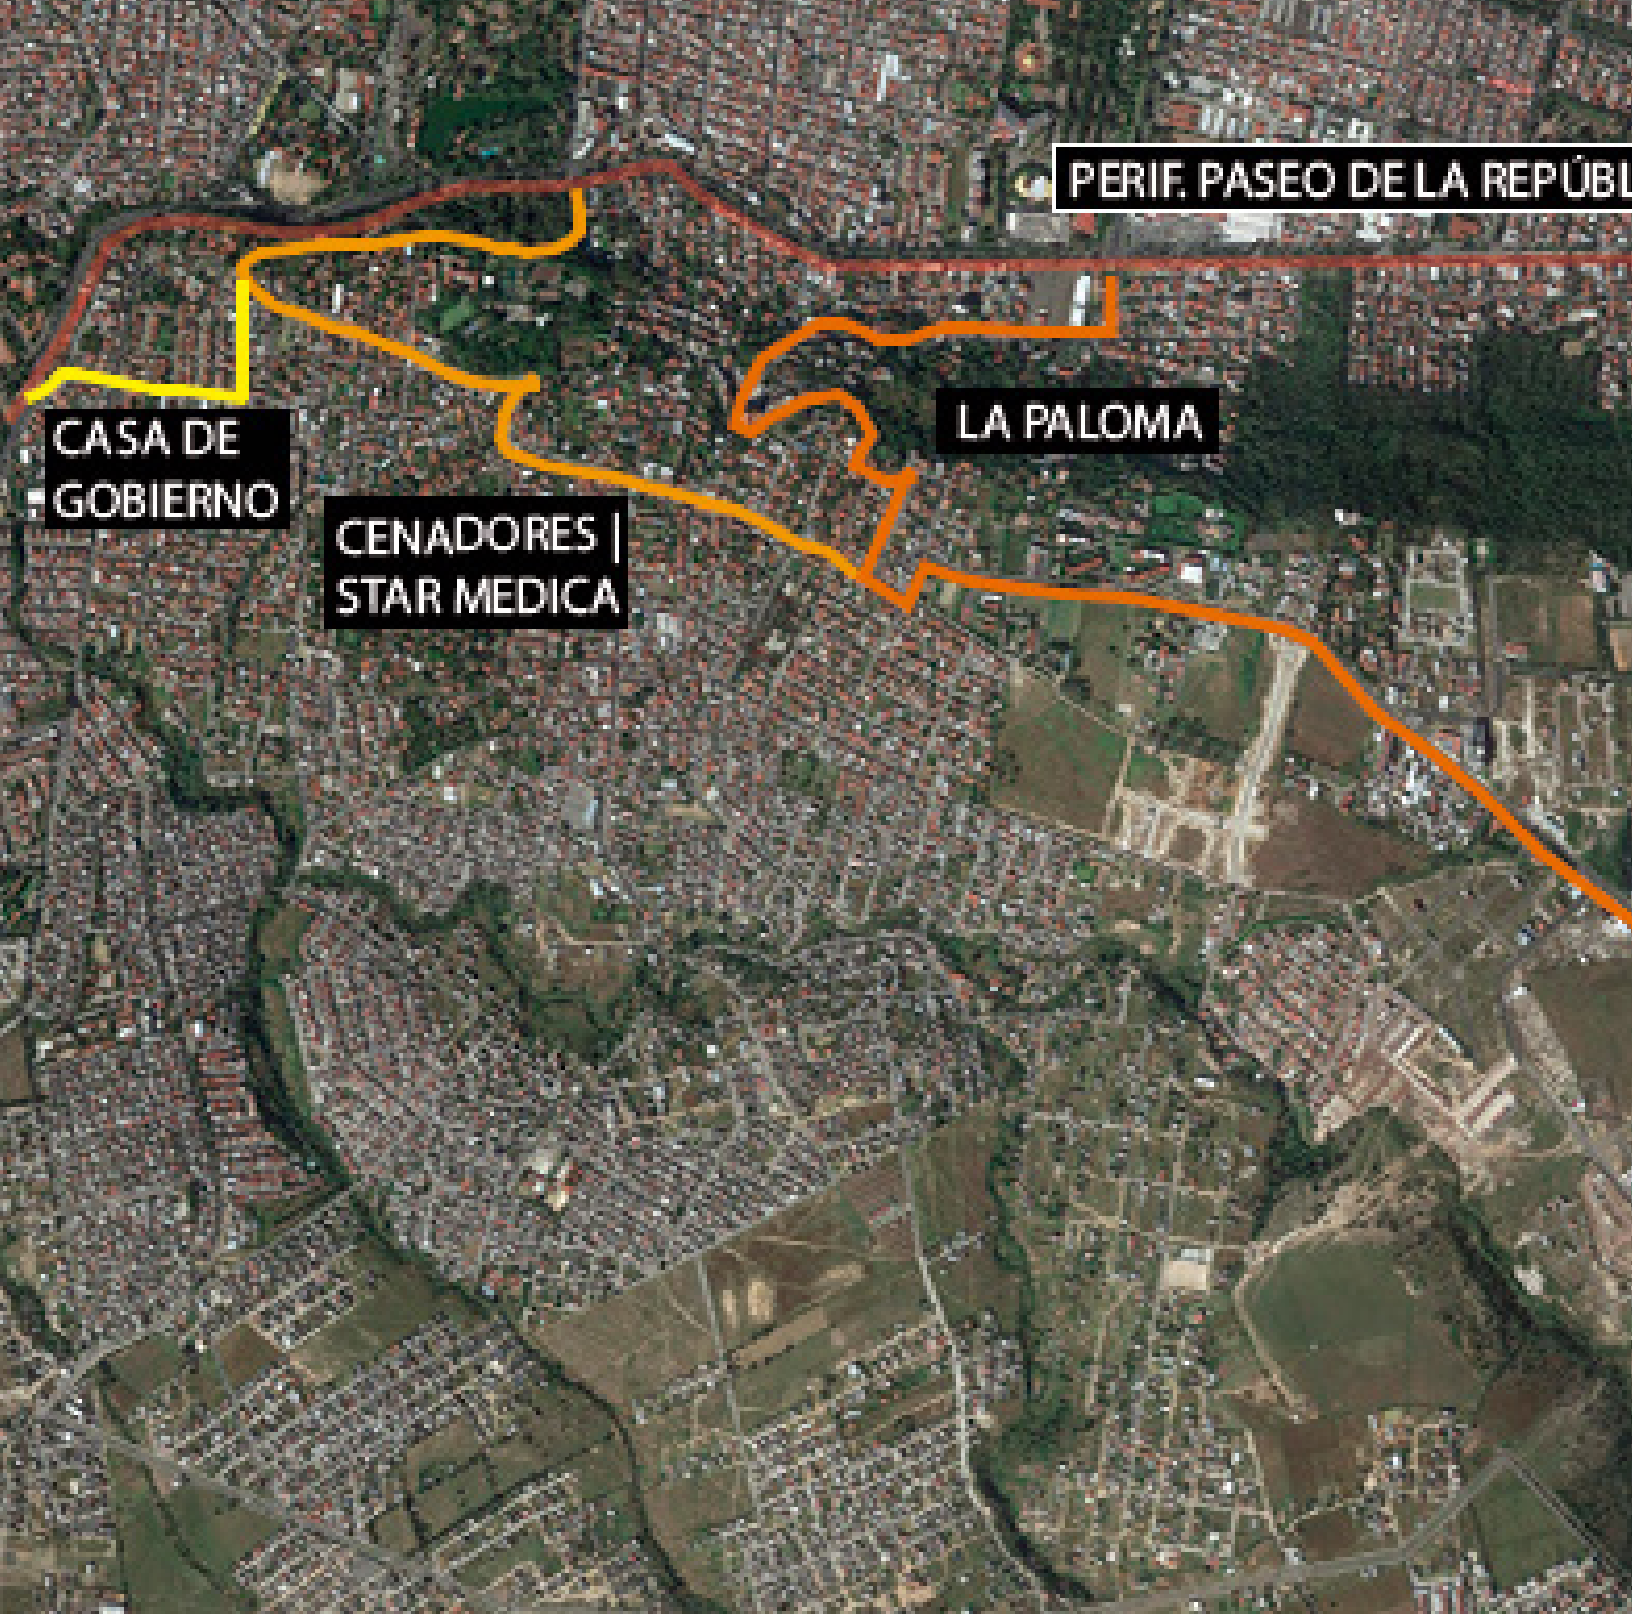 PERIF. PASEO DE LA REPÚBL
LA PALOMA
CASA DE
GOBIERNO
CENADORES |
STAR MEDICA